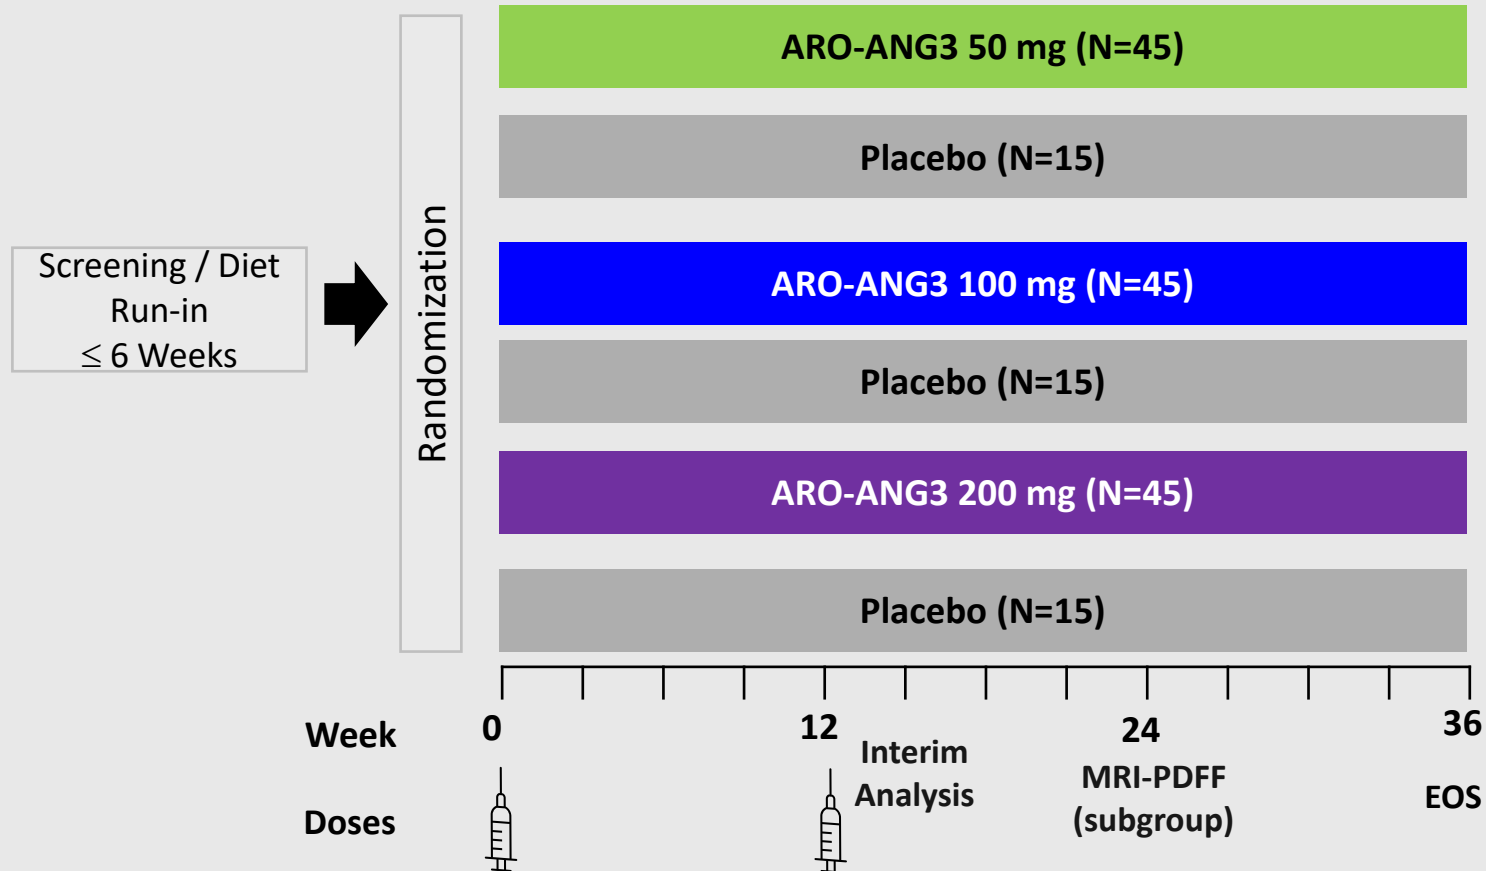 ARO-ANG3 50 mg (N=45)
Placebo (N=15)
Screening / Diet
Run-in
≤ 6 Weeks
Randomization
ARO-ANG3 100 mg (N=45)
Placebo (N=15)
ARO-ANG3 200 mg (N=45)
Placebo (N=15)
Week
0
12
24
36
Interim
Analysis
MRI-PDFF
(subgroup)
EOS
Doses